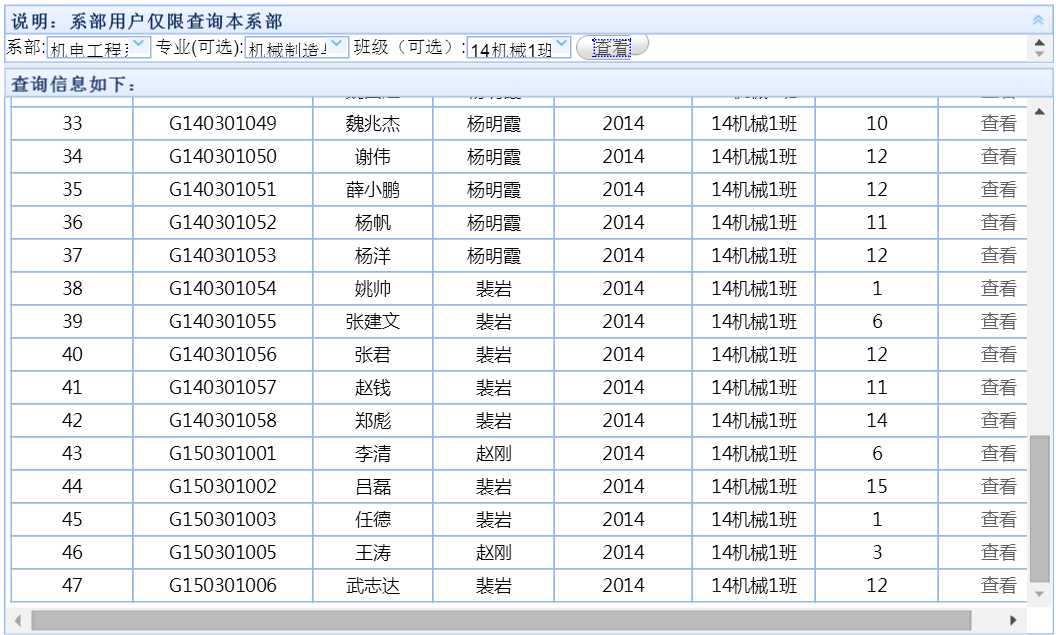 说明：系部用户仅限查询本系部
系部: 机电工程 专业(可选): 机械制造 班级（可选）: 14机械1班 查看
查询信息如下：
33 G140301049 魏兆杰 杨明霞 2014 14机械1班 10 查看
34 G140301050 谢伟 杨明霞 2014 14机械1班 12 查看
35 G140301051 薛小鹏 杨明霞 2014 14机械1班 12 查看
36 G140301052 杨帆 杨明霞 2014 14机械1班 11 查看
37 G140301053 杨洋 杨明霞 2014 14机械1班 12 查看
38 G140301054 姚帅 裴岩 2014 14机械1班 1 查看
39 G140301055 张建文 裴岩 2014 14机械1班 6 查看
40 G140301056 张君 裴岩 2014 14机械1班 12 查看
41 G140301057 赵钱 裴岩 2014 14机械1班 11 查看
42 G140301058 郑彪 裴岩 2014 14机械1班 14 查看
43 G150301001 李清 赵刚 2014 14机械1班 6 查看
44 G150301002 吕磊 裴岩 2014 14机械1班 15 查看
45 G150301003 任德 裴岩 2014 14机械1班 1 查看
46 G150301005 王涛 赵刚 2014 14机械1班 3 查看
47 G150301006 武志达 裴岩 2014 14机械1班 12 查看